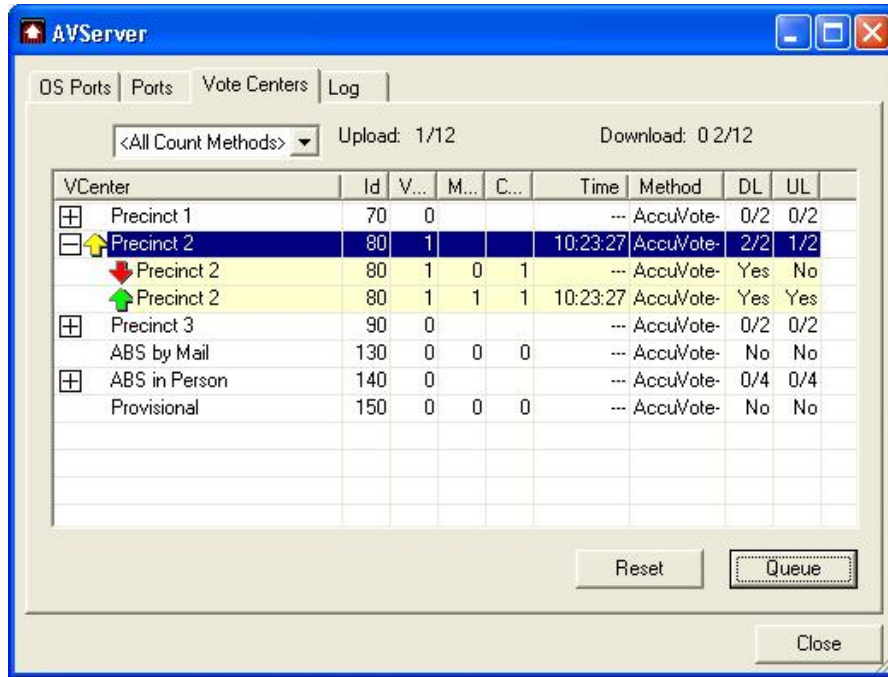 AVServer
OS Ports Ports Vote Centers Log
<All Count Methods> Upload: 1/12 Download: 0 2/12
VCenter Id V... M... C... Time Method DL UL
Precinct 1 70 0 --- AccuVote- 0/2 0/2
Precinct 2 80 1 10:23:27 AccuVote- 2/2 1/2
Precinct 2 80 1 0 1 --- AccuVote- Yes No
Precinct 2 80 1 1 1 10:23:27 AccuVote- Yes Yes
Precinct 3 90 0 --- AccuVote- 0/2 0/2
ABS by Mail 130 0 0 0 --- AccuVote- No No
ABS in Person 140 0 --- AccuVote- 0/4 0/4
Provisional 150 0 0 0 --- AccuVote- No No
Reset Queue
Close